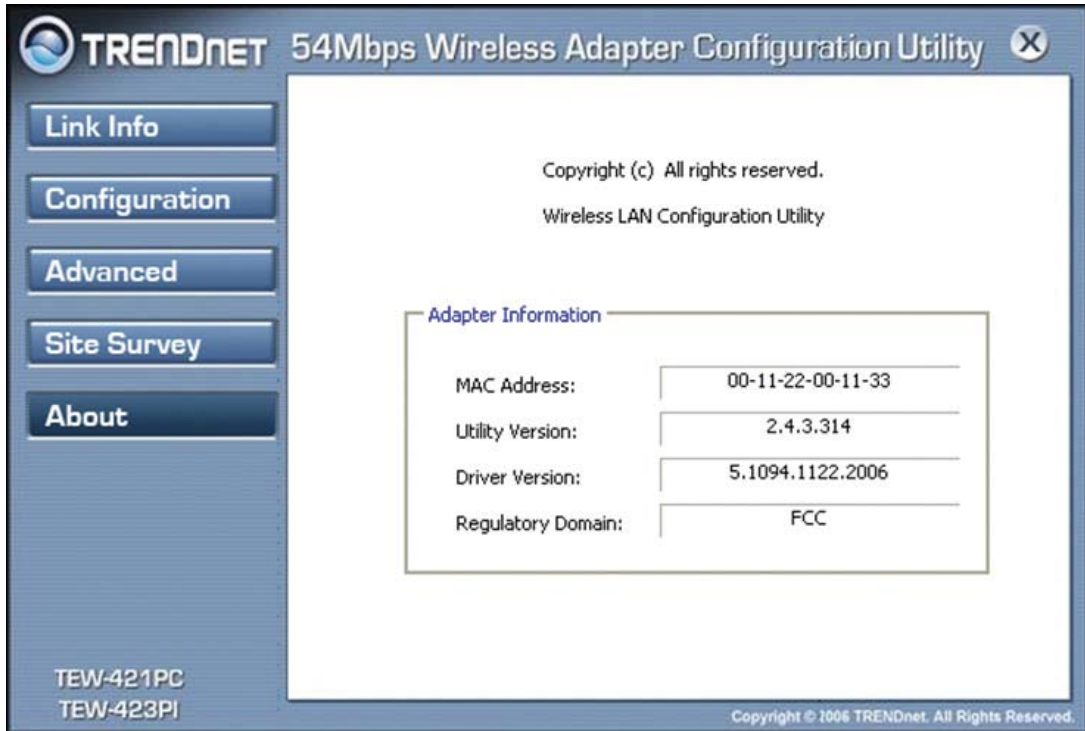 TRENDNET 54Mbps Wireless Adapter Configuration Utility X
Link Info
Configuration
Advanced
Site Survey
About
Copyright (c) All rights reserved.
Wireless LAN Configuration Utility
Adapter Information
MAC Address: 00-11-22-00-11-33
Utility Version: 2.4.3.314
Driver Version: 5.1094.1122.2006
Regulatory Domain: FCC
TEW-421PC
TEW-423PI
Copyright © 2006 TRENDnet. All Rights Reserved.